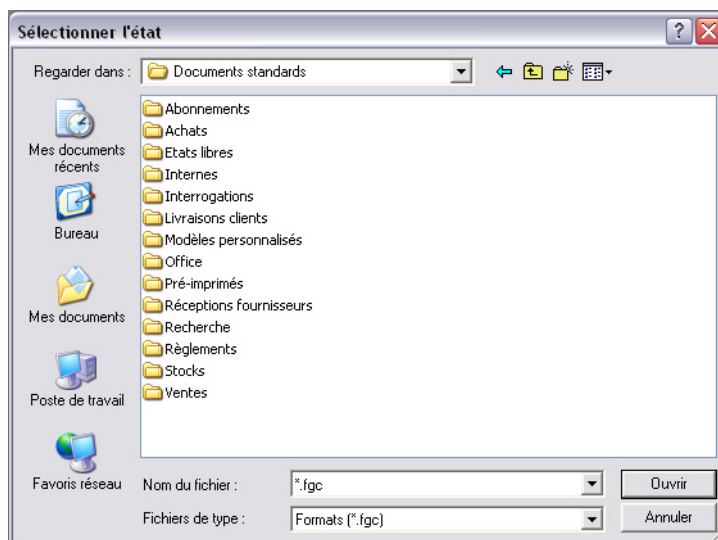 Sélectionner l'état
Regarder dans :
Documents standards
Mes documents
récents
Bureau
Mes documents
Poste de travail
Favoris réseau
Abonnements
Achats
Etats libres
Internes
Interrogations
Livraisons clients
Modèles personnalisés
Office
Pré-imprimés
Réceptions fournisseurs
Recherche
Règlements
Stocks
Ventes
Nom du fichier :
*.fgc
Ouvrir
Fichiers de type :
Formats (*.fgc)
Annuler